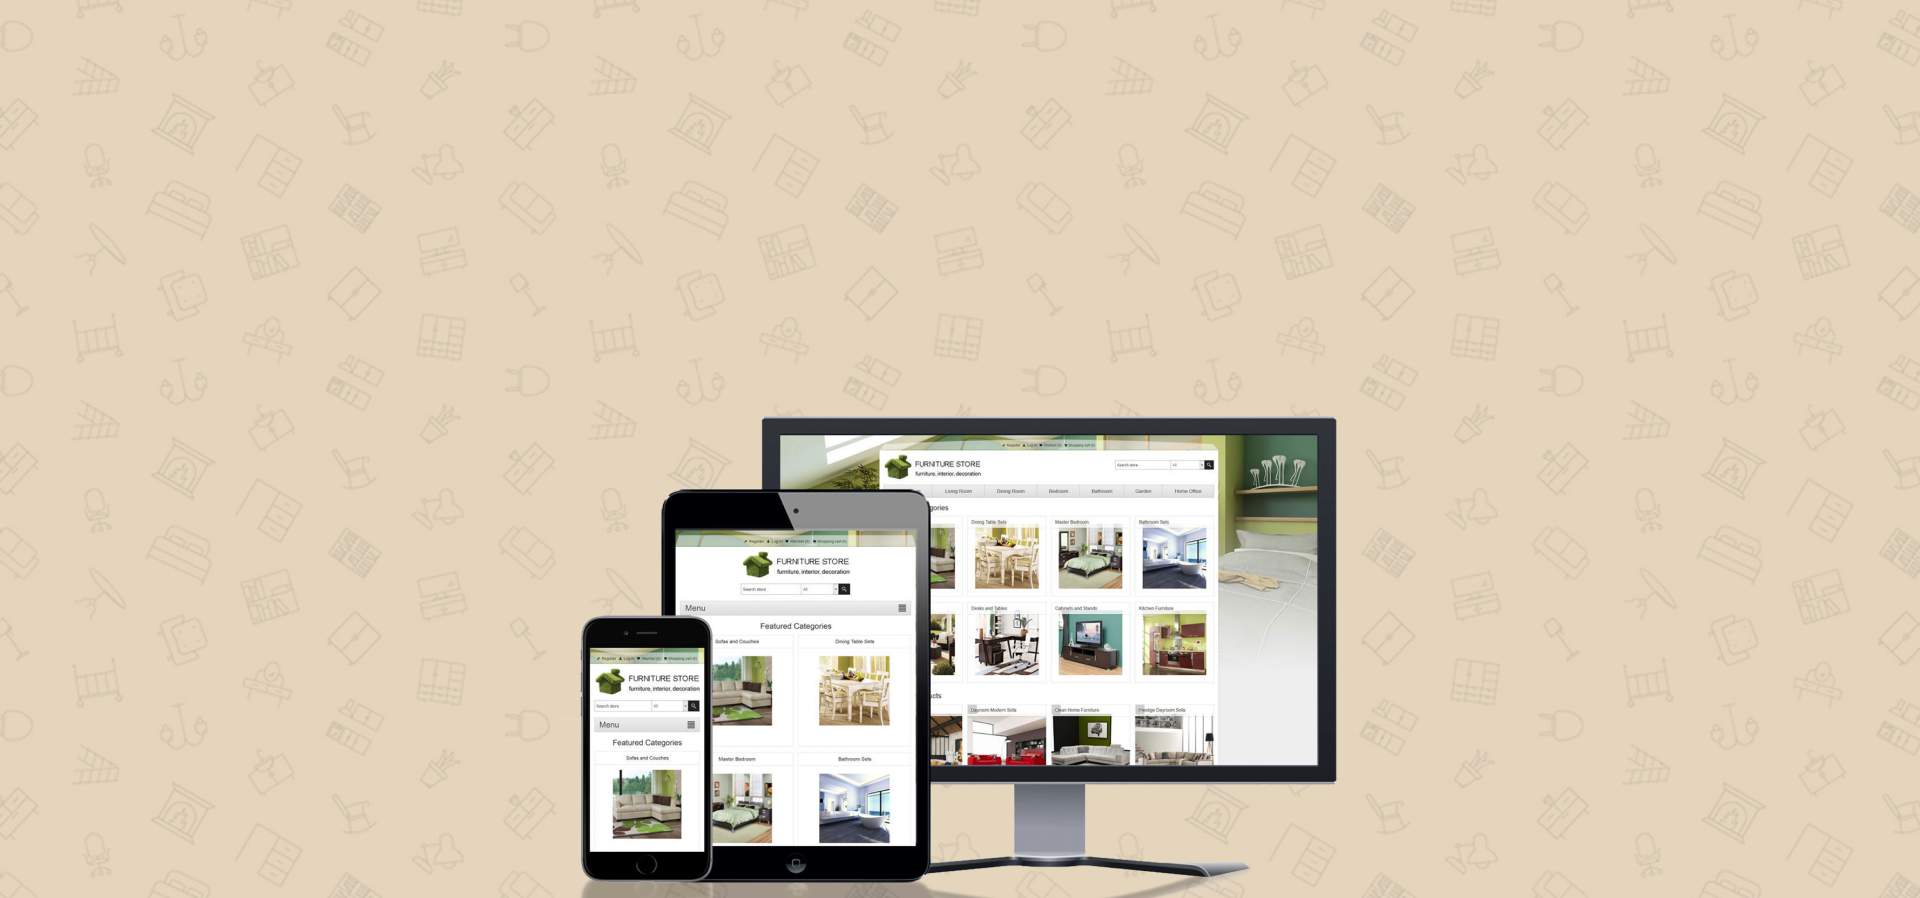 Register Log in Wishlist (0) Shopping cart (0)
FURNITURE STORE
furniture, interior, decoration
Search store All
Living Room Dining Room Bedroom Bathroom Garden Home Office
Dining Table Sets Master Bedroom Bathroom Sets
Desks and Tables Cabinets and Stands Kitchen Furniture
Dayroom Modern Sofa Clean Home Furniture Prestige Dayroom Sofa
Register Log in Wishlist (0) Shopping cart (0)
FURNITURE STORE
furniture, interior, decoration
Search store All
Menu
Featured Categories
Sofas and Couches Dining Table Sets
Master Bedroom Bathroom Sets
Register Log in Wishlist (0) Shopping cart (0)
FURNITURE STORE
furniture, interior, decoration
Search store All
Menu
Featured Categories
Sofas and Couches